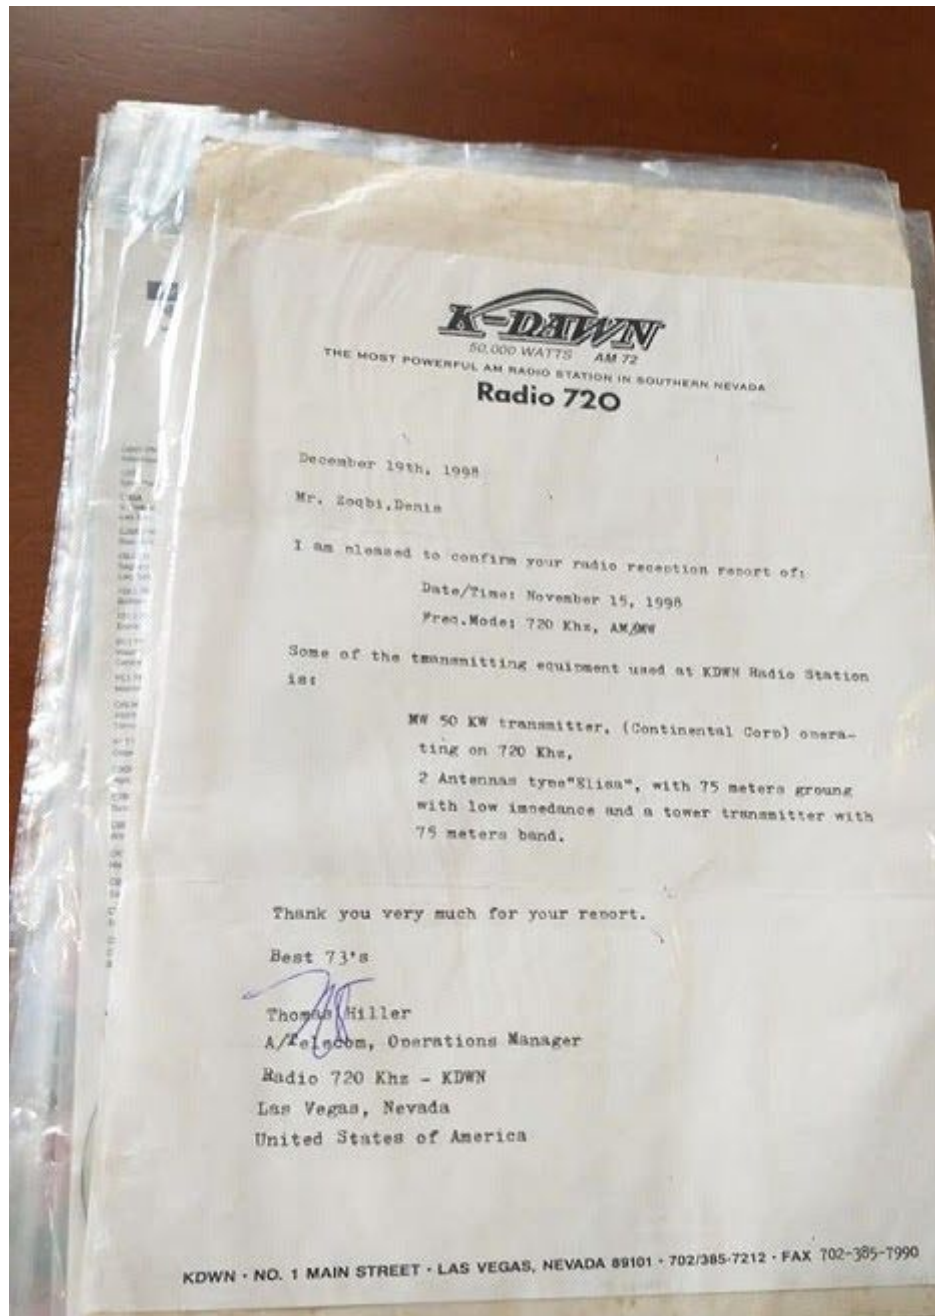 K-DAWN
50,000 WATTS AM 72
THE MOST POWERFUL AM RADIO STATION IN SOUTHERN NEVADA
Radio 720
December 19th, 1998
Mr. Zoqbi,Denis
I am pleased to confirm your radio reception report of:
Date/Time: November 15, 1998
Freq.Mode: 720 Khz, AM/MW
Some of the tmansmitting equipment used at KDWN Radio Station
is:
MW 50 KW transmitter, (Continental Corp) opera-
ting on 720 Khz,
2 Antennas type"Elisa", with 75 meters groung
with low impedance and a tower transmitter with
75 meters band.
Thank you very much for your report.
Best 73's
Thomas Hiller
A/Telecom, Operations Manager
Radio 720 Khz - KDWN
Las Vegas, Nevada
United States of America
KDWN · NO. 1 MAIN STREET · LAS VEGAS, NEVADA 89101 · 702/385-7212 · FAX 702-385-7990